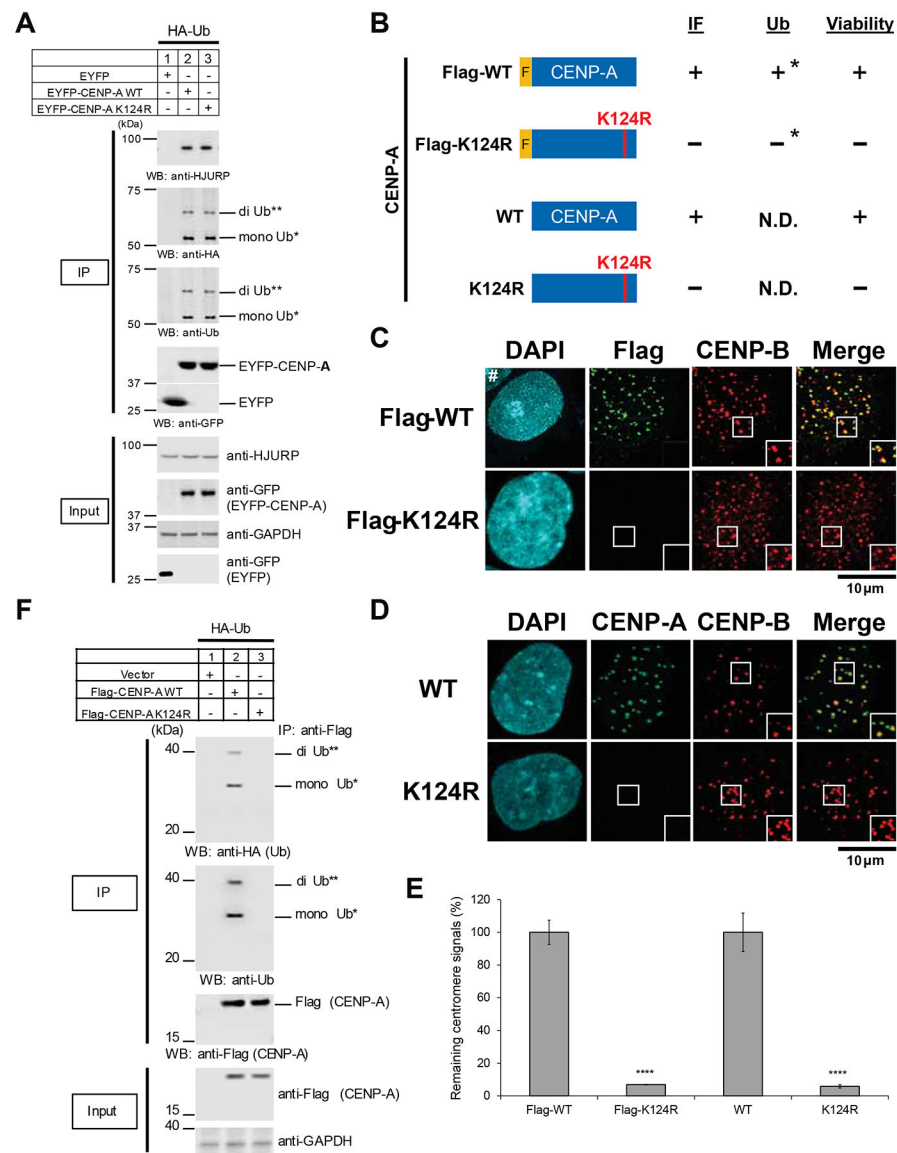 A
HA-Ub
1 2 3
EYFP + - -
EYFP-CENP-A WT - + -
EYFP-CENP-A K124R - - +
(kDa)
100
WB: anti-HJURP
75
di Ub**
mono Ub*
50
WB: anti-HA
75
di Ub**
mono Ub*
50
WB: anti-Ub
IP
EYFP-CENP-A
37
EYFP
25
WB: anti-GFP
100
anti-HJURP
anti-GFP
(EYFP-CENP-A)
37
37
Input
anti-GAPDH
anti-GFP
(EYFP)
25
B
IF Ub Viability
CENP-A
Flag-WT F CENP-A + +* +
K124R
Flag-K124R F – –* –
WT CENP-A + N.D. +
K124R
K124R – N.D. –
C
DAPI Flag CENP-B Merge
#
Flag-WT
Flag-K124R
10µm
D
DAPI CENP-A CENP-B Merge
WT
K124R
10µm
E
Remaining centromere signals (%)
120
100
80
60
40
20
0
**** ****
Flag-WT Flag-K124R WT K124R
F
HA-Ub
1 2 3
Vector + - -
Flag-CENP-A WT - + -
Flag-CENP-A K124R - - +
(kDa)
IP: anti-Flag
40
di Ub**
mono Ub*
20
WB: anti-HA (Ub)
40
di Ub**
IP
mono Ub*
20
WB: anti-Ub
Flag (CENP-A)
15
WB: anti-Flag (CENP-A)
anti-Flag (CENP-A)
15
Input
40
anti-GAPDH